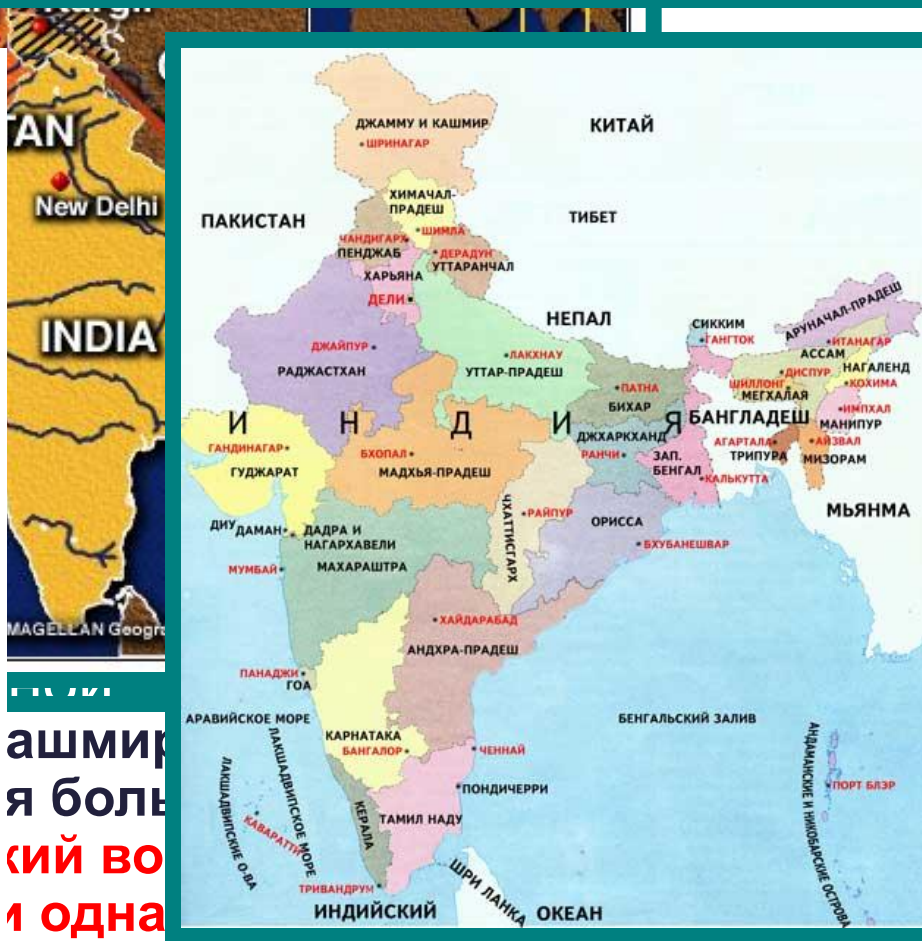 New Delhi
INDIA
MAGELLAN
ДЖАММУ И КАШМИР
ШРИНАГАР
КИТАЙ
ХИМАЧАЛ-
ПРАДЕШ
ПАКИСТАН
ТИБЕТ
ШИМЛА
ЧАНДИГАРХ
ПЕНДЖАБ
ДЕРАДУН
УТТАРАНЧАЛ
ХАРЬЯНА
ДЕЛИ
НЕПАЛ
СИККИМ
ГАНГТОК
АРУНАЧАЛ-ПРАДЕШ
ИТАНАГАР
АССАМ
ДЖАЙПУР
РАДЖАСТХАН
ЛАКХНАУ
УТТАР-ПРАДЕШ
ДИСПУР
НАГАЛЕНД
ШИЛЛОНГ
КОХИМА
МЕГХАЛАЯ
ПАТНА
БИХАР
ИМПХАЛ
МАНИПУР
И Н Д И Я
БАНГЛАДЕШ
ДЖХАРКХАНД
РАНЧИ
ЗАП.
БЕНГАЛ
АГАРТАЛА
ТРИПУРА
АЙЗВАЛ
МИЗОРАМ
ГАНДИНАГАР
ГУДЖАРАТ
БХОПАЛ
МАДХЬЯ-ПРАДЕШ
КАЛЬКУТТА
ЧХАТТИСГАРХ
РАЙПУР
ОРИССА
МЬЯНМА
ДИУ
ДАМАН
ДАДРА И
НАГАРХАВЕЛИ
БХУБАНЕШВАР
МУМБАЙ
МАХАРАШТРА
ХАЙДАРАБАД
АНДХРА-ПРАДЕШ
ПАНАДЖИ
ГОА
АРАВИЙСКОЕ МОРЕ
БЕНГАЛЬСКИЙ ЗАЛИВ
КАРНАТАКА
БАНГАЛОР
ЧЕННАЙ
ЛАКШАДВИПСКОЕ МОРЕ
ЛАКШАДВИПСКИЕ О-ВА
КАВАРАТТИ
ПОНДИЧЕРРИ
КЕРАЛА
ТАМИЛ НАДУ
АНДАМАНСКИЕ И НИКОБАРСКИЕ ОСТРОВА
ПОРТ БЛЭР
ТРИВАНДРУМ
ШРИ ЛАНКА
ИНДИЙСКИЙ ОКЕАН
я
и одна